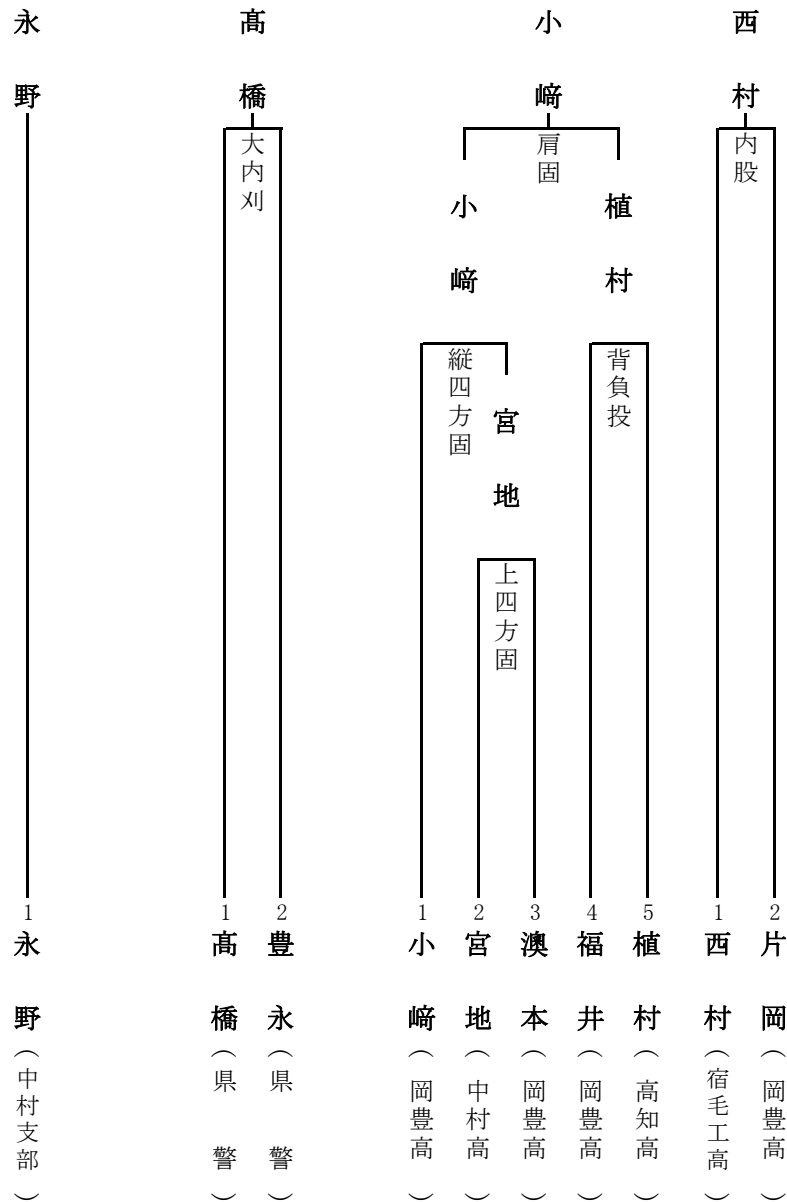 永野
髙橋
小﨑
西村
大内刈
肩固
内股
小﨑
植村
縦四方固
背負投
宮地
上四方固
1
永野
（中村支部）
1
髙橋
（県警）
2
豊永
（県警）
1
小﨑
（岡豊高）
2
宮地
（中村高）
3
澳本
（岡豊高）
4
福井
（岡豊高）
5
植村
（高知高）
1
西村
（宿毛工高）
2
片岡
（岡豊高）